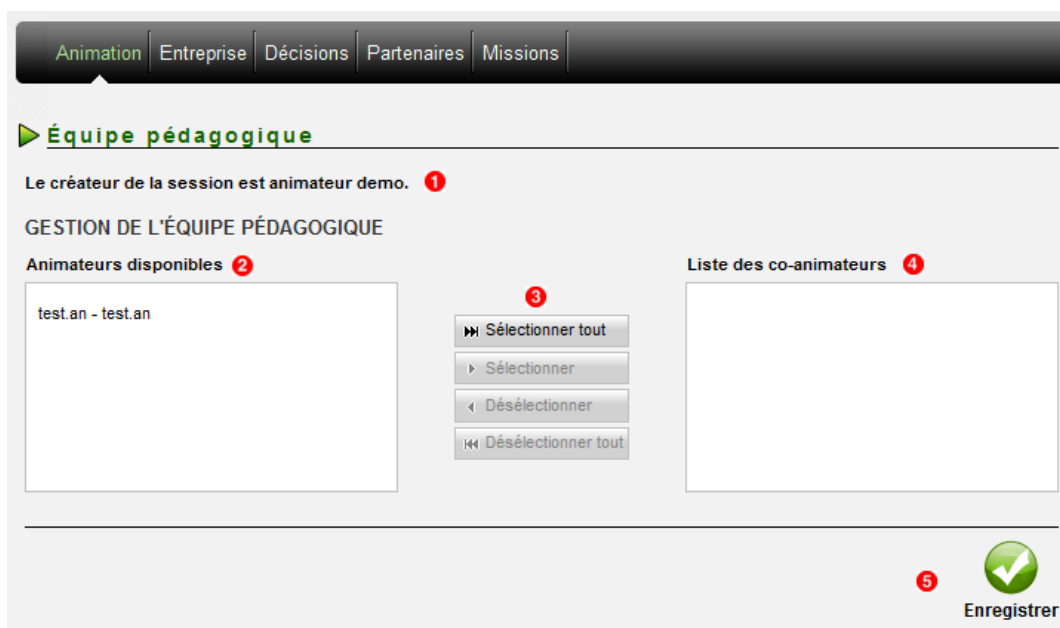 Animation Entreprise Décisions Partenaires Missions
Équipe pédagogique
Le créateur de la session est animateur demo. 1
GESTION DE L'ÉQUIPE PÉDAGOGIQUE
Animateurs disponibles 2
test.an - test.an
3
Sélectionner tout
Sélectionner
Désélectionner
Désélectionner tout
Liste des co-animateurs 4
5
Enregistrer